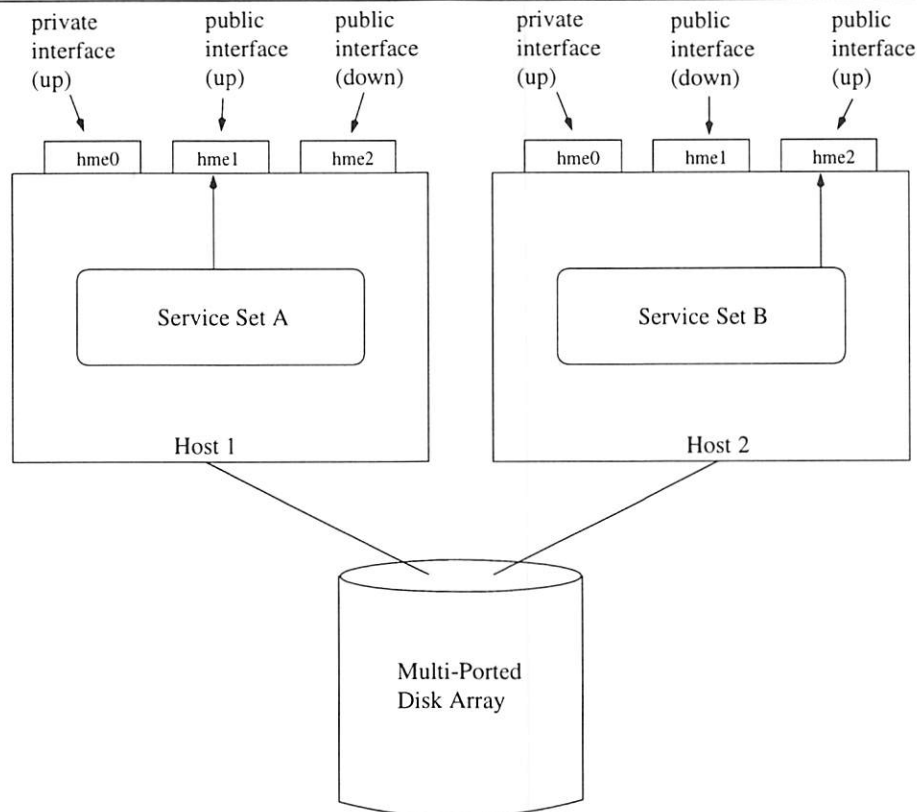 private
interface
(up)
public
interface
(up)
public
interface
(down)
private
interface
(up)
public
interface
(down)
public
interface
(up)
hme0
hme1
hme2
hme0
hme1
hme2
Service Set A
Service Set B
Host 1
Host 2
Multi-Ported
Disk Array